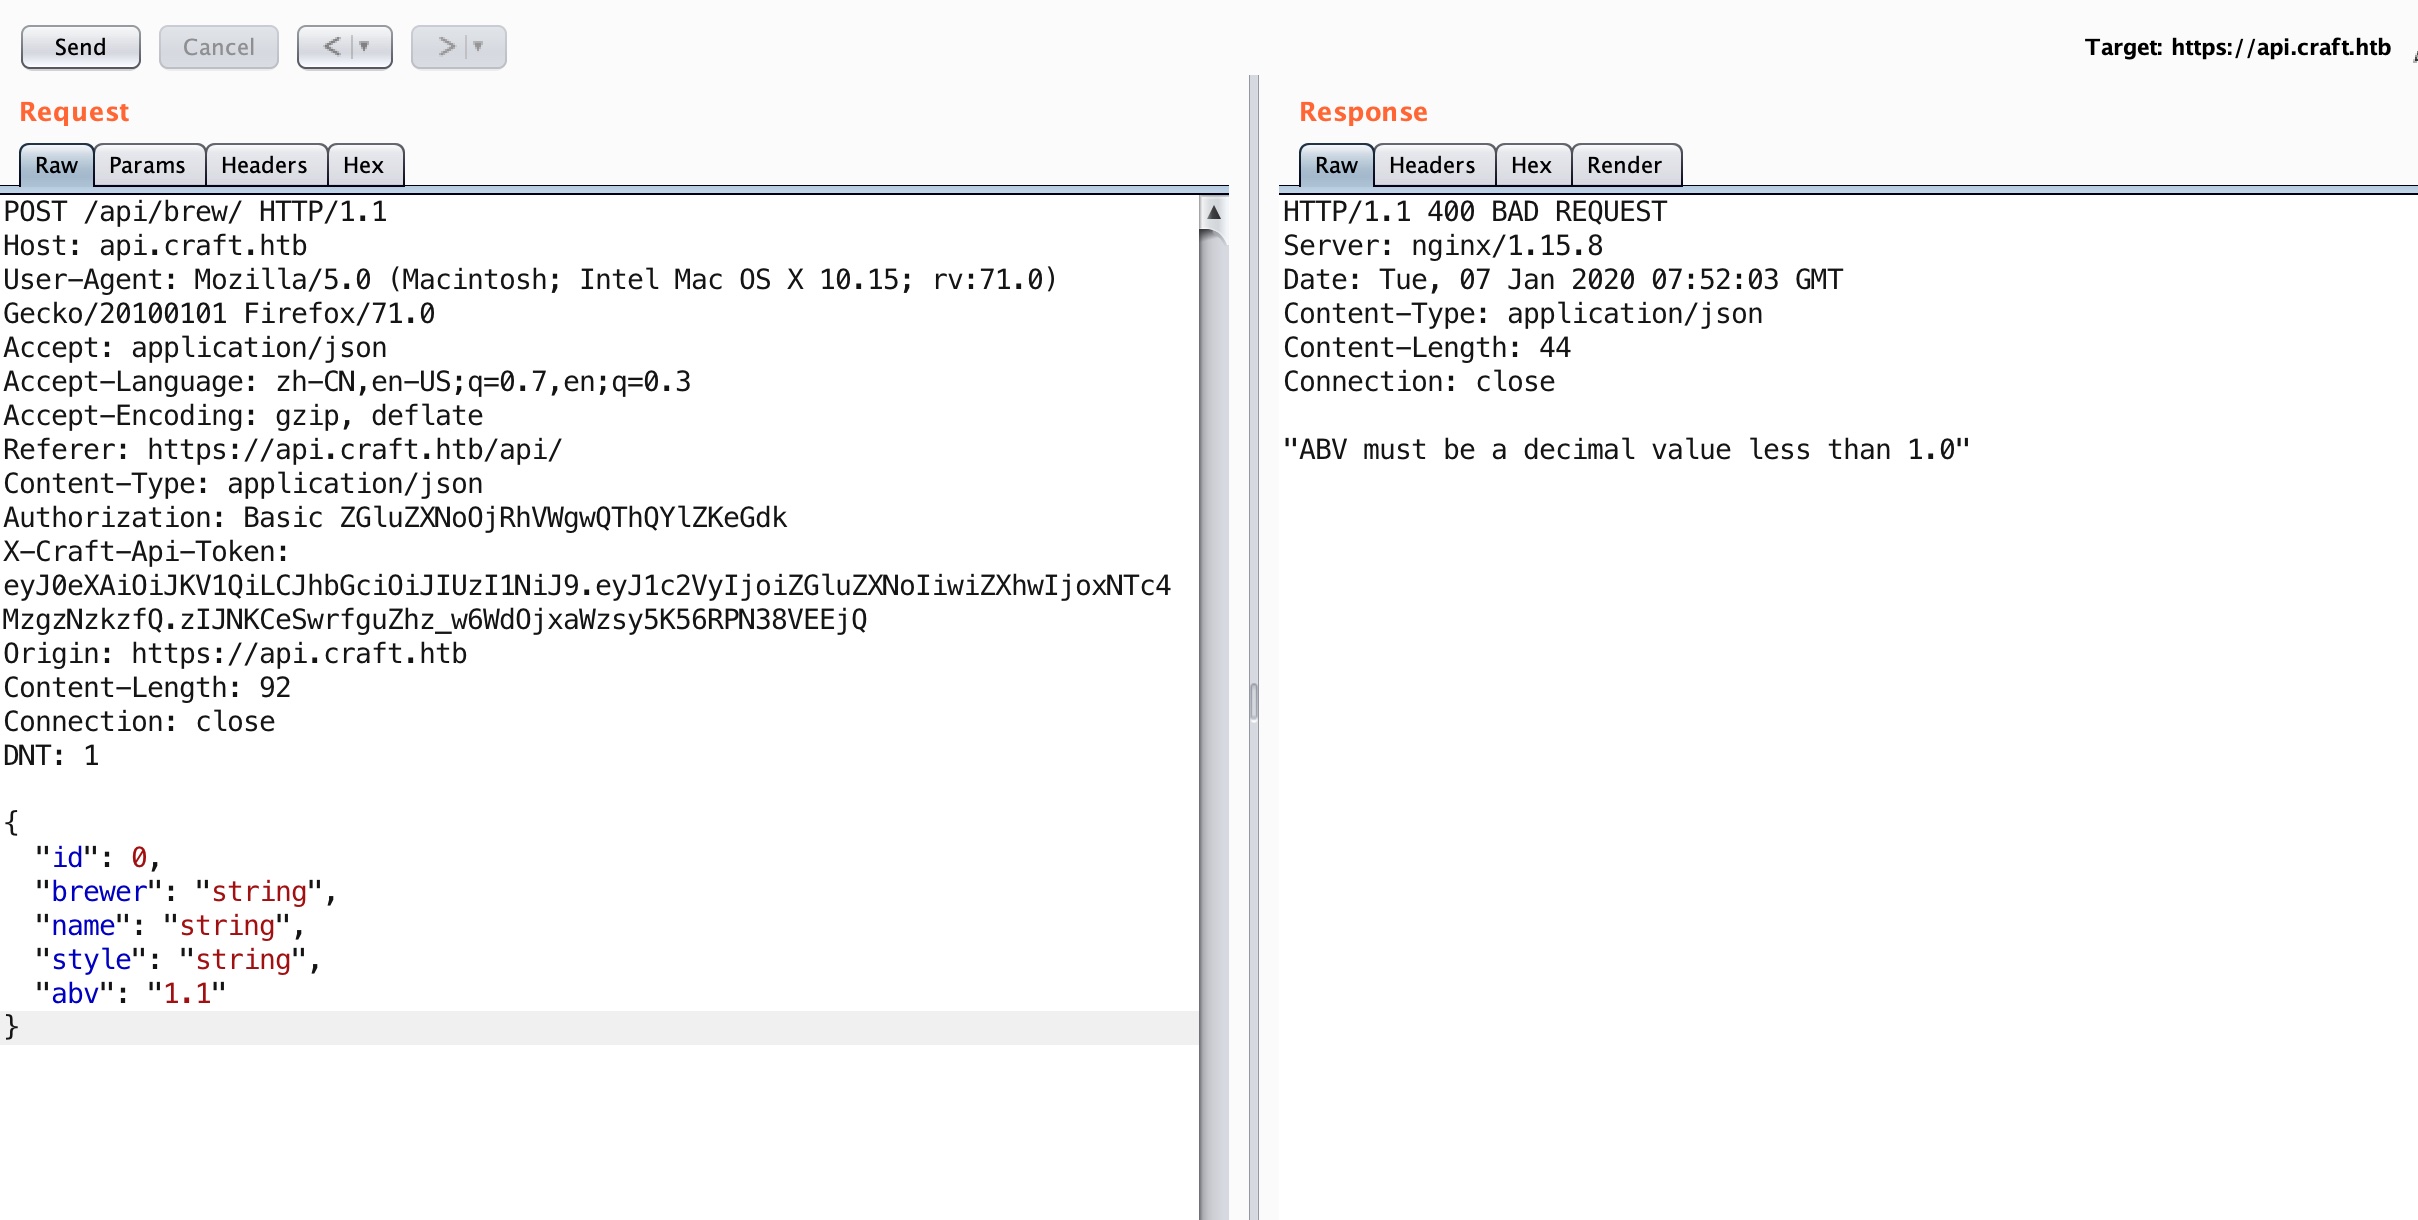 Send
Cancel
<
>
Target: https://api.craft.htb
Request
Raw
Params
Headers
Hex
POST /api/brew/ HTTP/1.1
Host: api.craft.htb
User-Agent: Mozilla/5.0 (Macintosh; Intel Mac OS X 10.15; rv:71.0)
Gecko/20100101 Firefox/71.0
Accept: application/json
Accept-Language: zh-CN,en-US;q=0.7,en;q=0.3
Accept-Encoding: gzip, deflate
Referer: https://api.craft.htb/api/
Content-Type: application/json
Authorization: Basic ZGluZXNoOjRhVWgwQThQYlZKeGdk
X-Craft-Api-Token:
eyJ0eXAiOiJKV1QiLCJhbGciOiJIUzI1NiJ9.eyJ1c2VyIjoiZGluZXNoIiwiZXhwIjoxNTc4
MzgzNzkzfQ.zIJNKCeSwrfguZhz_w6WdOjxaWzsy5K56RPN38VEEjQ
Origin: https://api.craft.htb
Content-Length: 92
Connection: close
DNT: 1
{
"id": 0,
"brewer": "string",
"name": "string",
"style": "string",
"abv": "1.1"
}
Response
Raw
Headers
Hex
Render
HTTP/1.1 400 BAD REQUEST
Server: nginx/1.15.8
Date: Tue, 07 Jan 2020 07:52:03 GMT
Content-Type: application/json
Content-Length: 44
Connection: close
"ABV must be a decimal value less than 1.0"